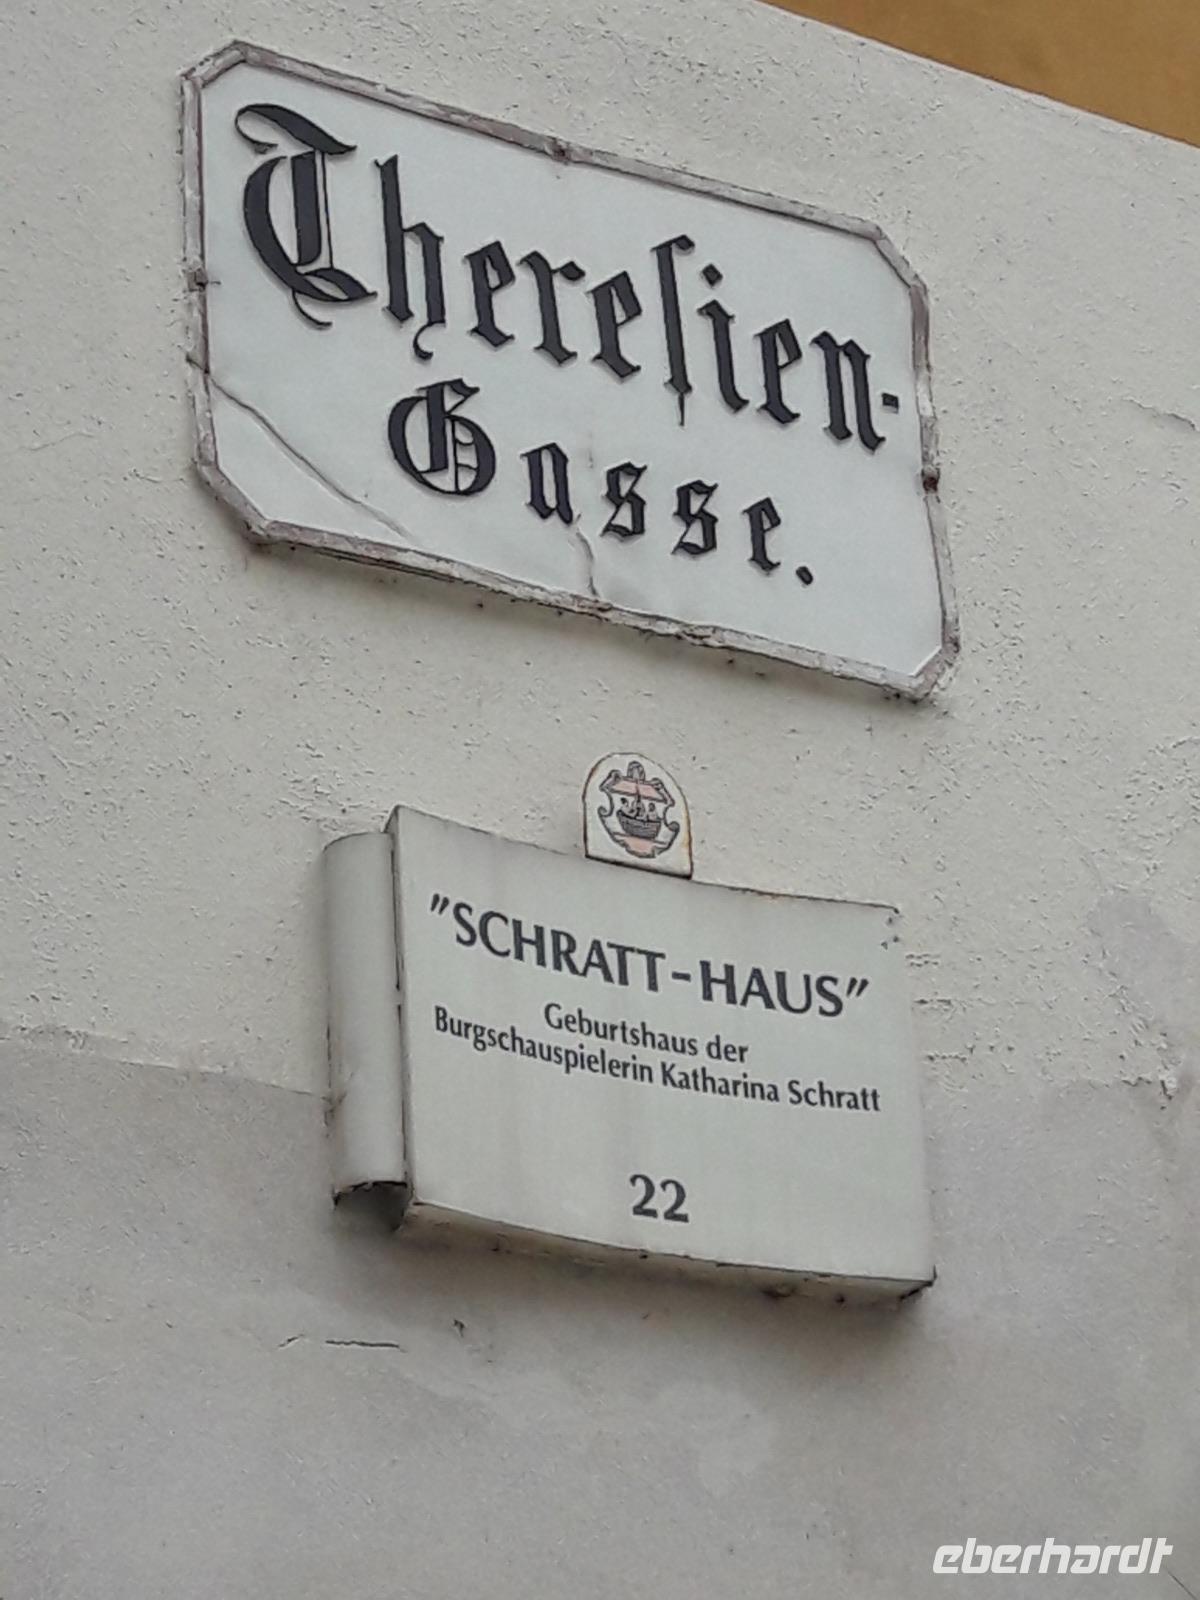 Thereſien-
Gasse.
"SCHRATT-HAUS"
Geburtshaus der
Burgschauspielerin Katharina Schratt
22
eberhardt